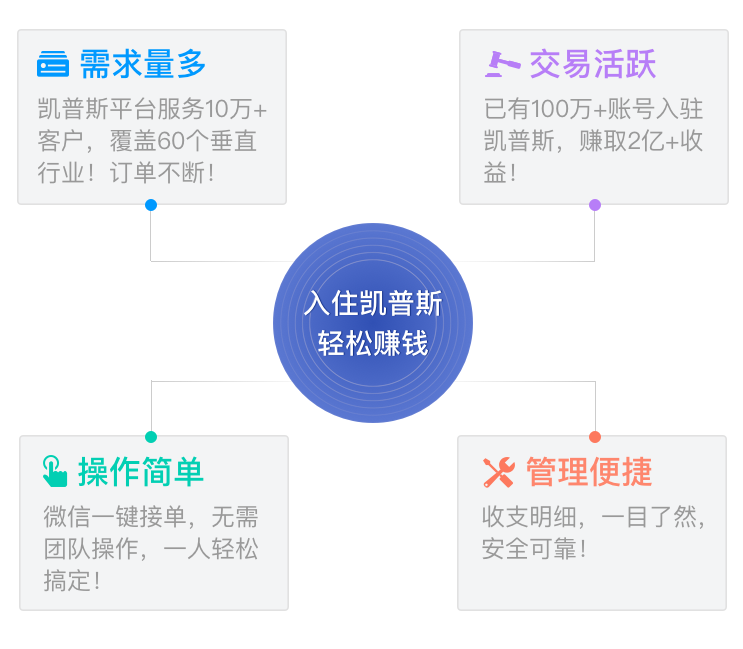 需求量多
凯普斯平台服务10万+
客户，覆盖60个垂直
行业！订单不断！
交易活跃
已有100万+账号入驻
凯普斯，赚取2亿+收
益！
入住凯普斯
轻松赚钱
操作简单
微信一键接单，无需
团队操作，一人轻松
搞定！
管理便捷
收支明细，一目了然，
安全可靠！